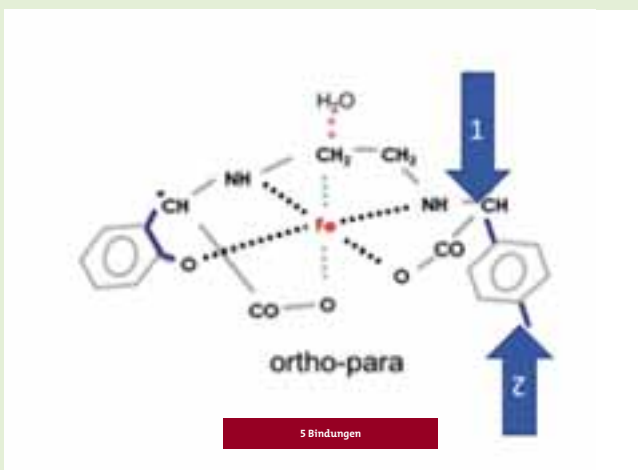 H₂O
1
CH₂ CH₂
NH
NH CH
*CH
Fe
CO
O
O
CO O
2
ortho-para
5 Bindungen